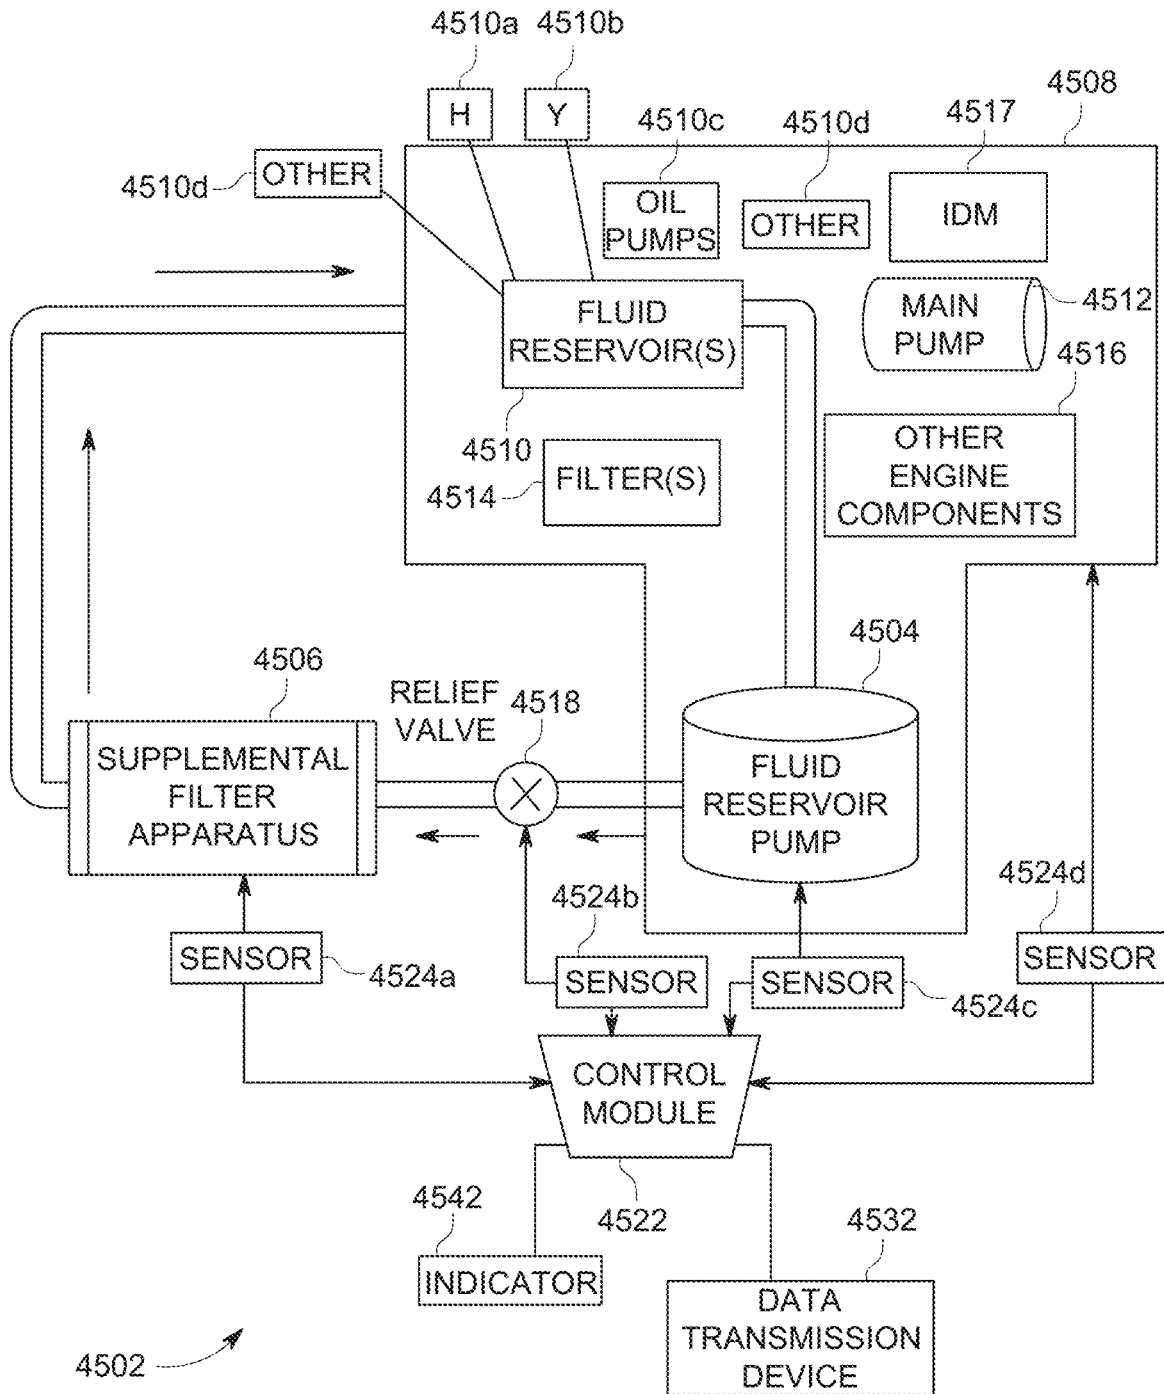 4510a
4510b
4508
H
Y
4510c
4510d
4517
4510d
OTHER
OIL
PUMPS
OTHER
IDM
FLUID
RESERVOIR(S)
MAIN
PUMP
4512
4516
4510
4514
FILTER(S)
OTHER
ENGINE
COMPONENTS
4504
4506
RELIEF
VALVE
4518
SUPPLEMENTAL
FILTER
APPARATUS
FLUID
RESERVOIR
PUMP
4524b
4524d
SENSOR
4524a
SENSOR
SENSOR
4524c
SENSOR
CONTROL
MODULE
4542
4522
4532
INDICATOR
DATA
TRANSMISSION
DEVICE
4502